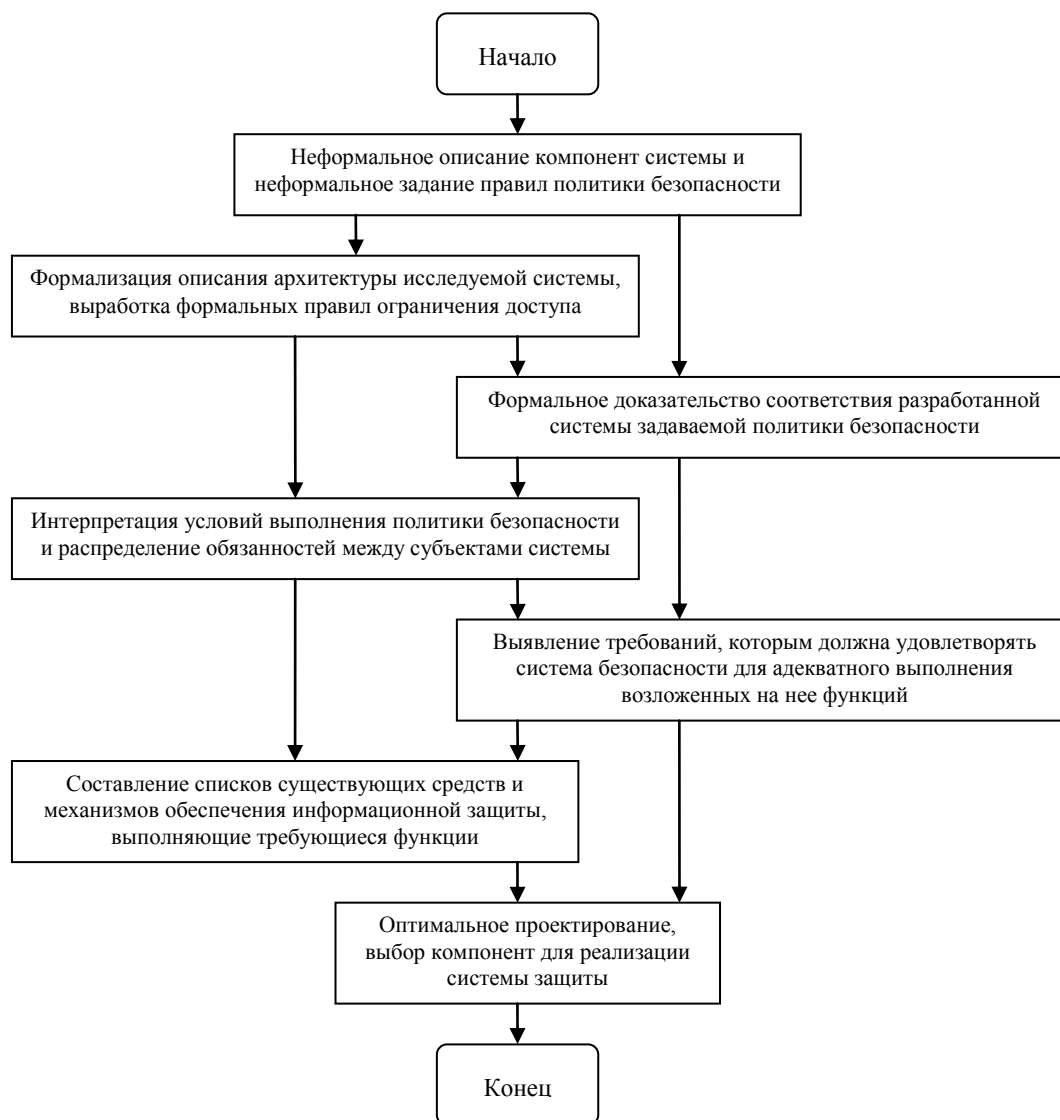 Начало
Неформальное описание компонент системы и
неформальное задание правил политики безопасности
Формализация описания архитектуры исследуемой системы,
выработка формальных правил ограничения доступа
Формальное доказательство соответствия разработанной
системы задаваемой политики безопасности
Интерпретация условий выполнения политики безопасности
и распределение обязанностей между субъектами системы
Выявление требований, которым должна удовлетворять
система безопасности для адекватного выполнения
возложенных на нее функций
Составление списков существующих средств и
механизмов обеспечения информационной защиты,
выполняющие требующиеся функции
Оптимальное проектирование,
выбор компонент для реализации
системы защиты
Конец